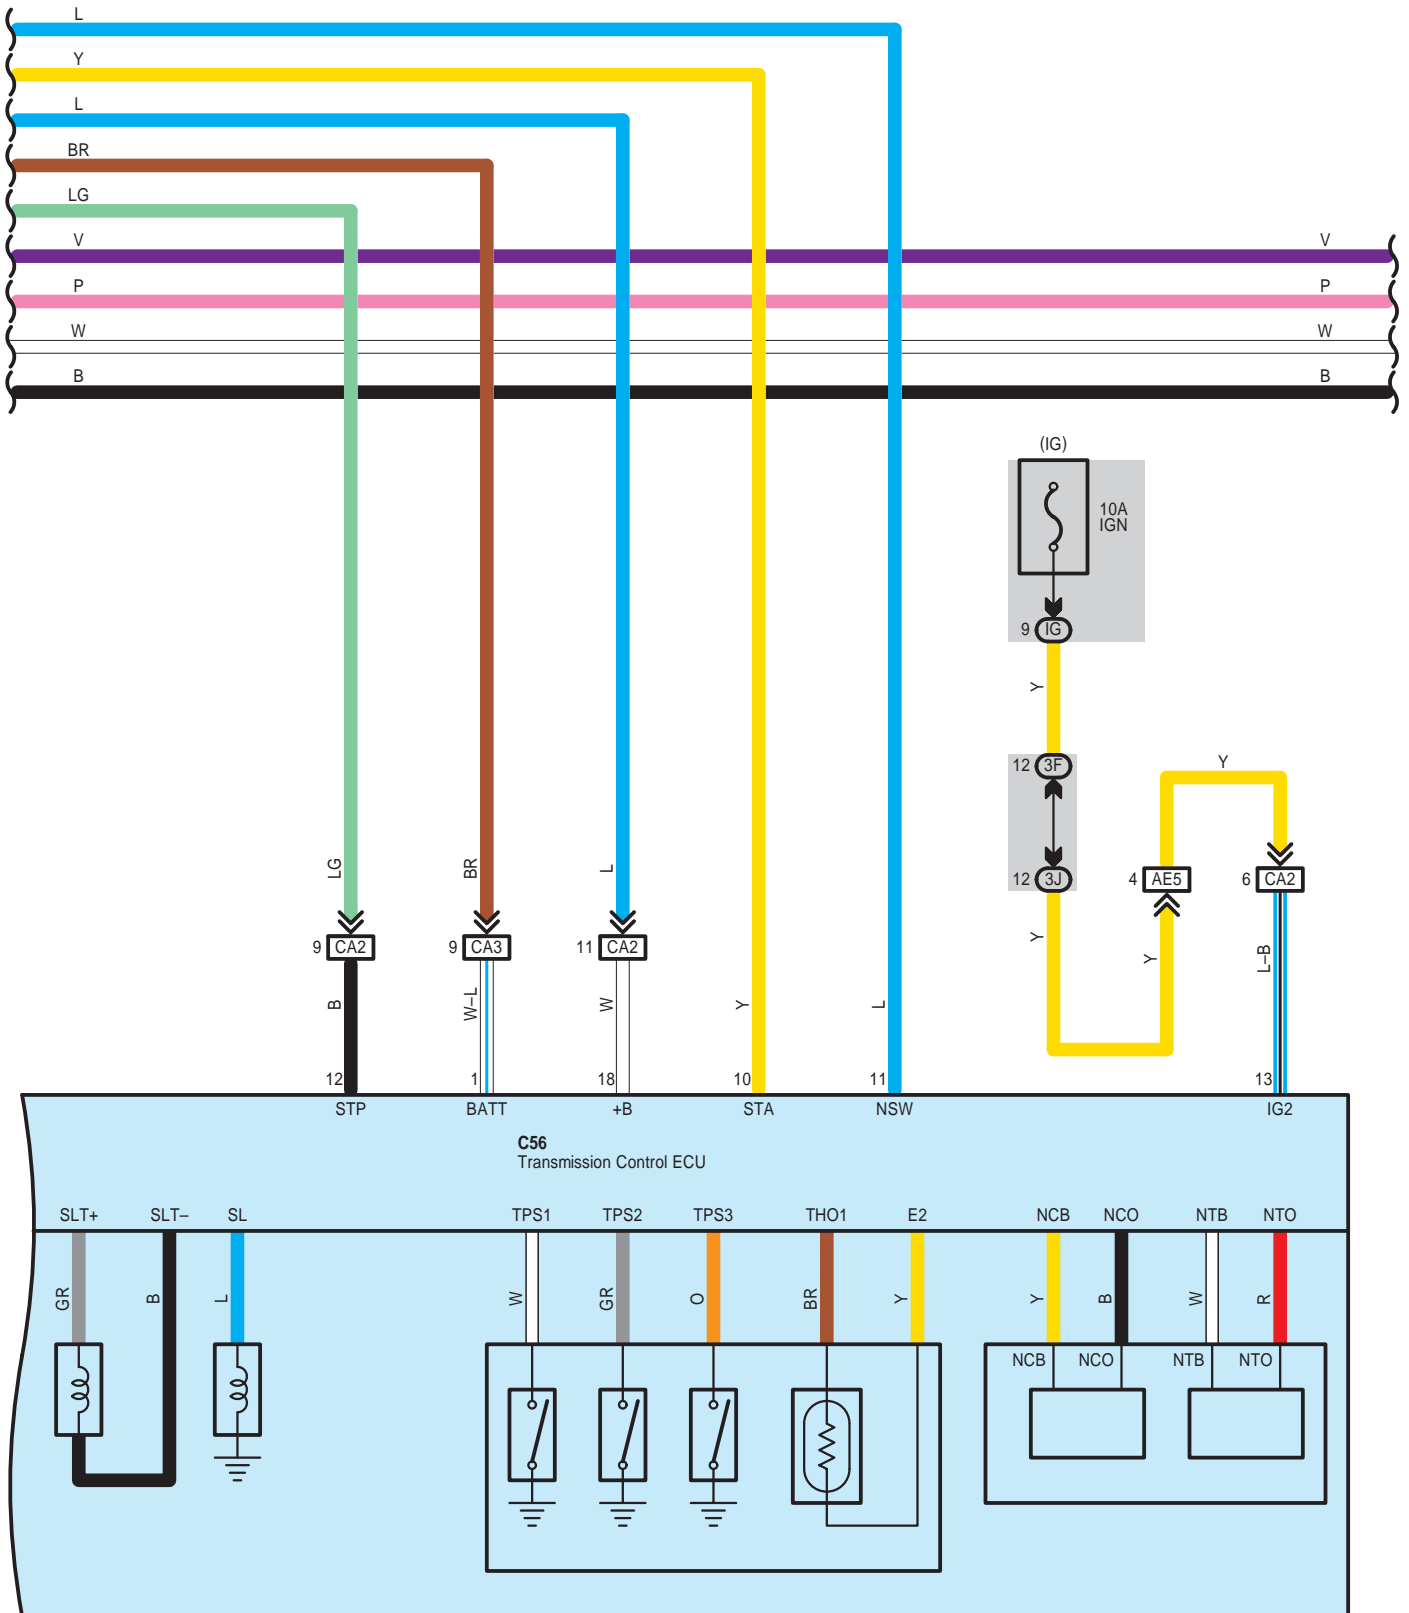 L
Y
L
BR
LG
V V
P P
W W
B B
(IG)
10A
IGN
9 IG
Y
12 3F
Y
LG BR L
12 3J
4 AE5
6 CA2
9 CA2
9 CA3
11 CA2
Y Y L–B
B W–L W Y L
12 1 18 10 11 13
STP BATT +B STA NSW IG2
C56
Transmission Control ECU
SLT+ SLT– SL TPS1 TPS2 TPS3 THO1 E2 NCB NCO NTB NTO
GR B L W GR O BR Y Y B W R
NCB NCO NTB NTO